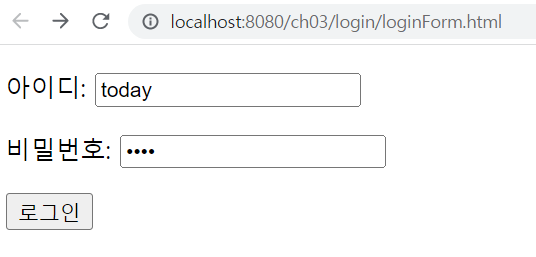 localhost:8080/ch03/login/loginForm.html
아이디: today
비밀번호: ••••
로그인